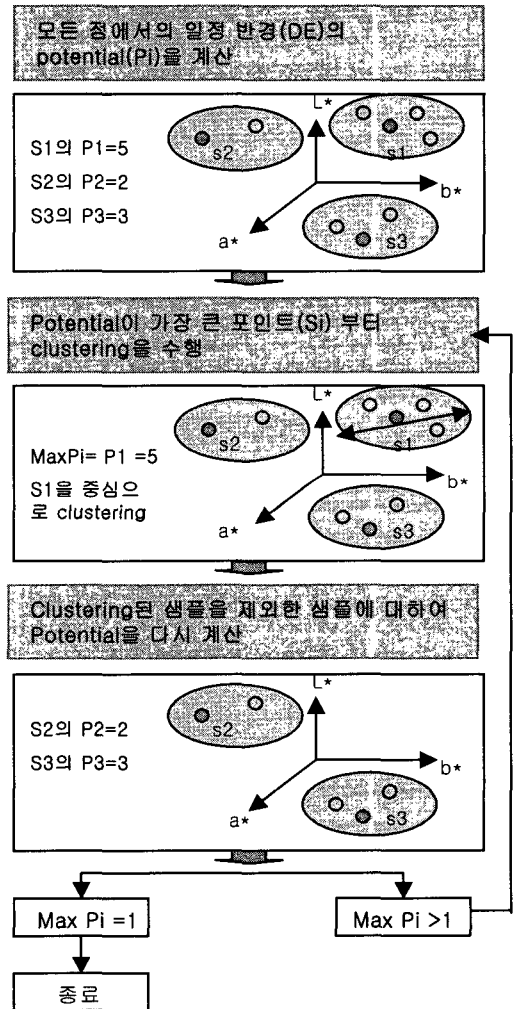 모든 점에서의 일정 반경(DE)의
potential(Pi)을 계산
L*
S1의 P1=5
S2의 P2=2
S3의 P3=3
s2
s1
b*
a*
s3
Potential이 가장 큰 포인트(Si) 부터
clustering을 수행
L*
MaxPi= P1 =5
S1을 중심으
로 clustering
s2
s1
b*
a*
s3
Clustering된 샘플을 제외한 샘플에 대하여
Potential을 다시 계산
L*
S2의 P2=2
S3의 P3=3
s2
b*
a*
s3
Max Pi =1
Max Pi >1
종료